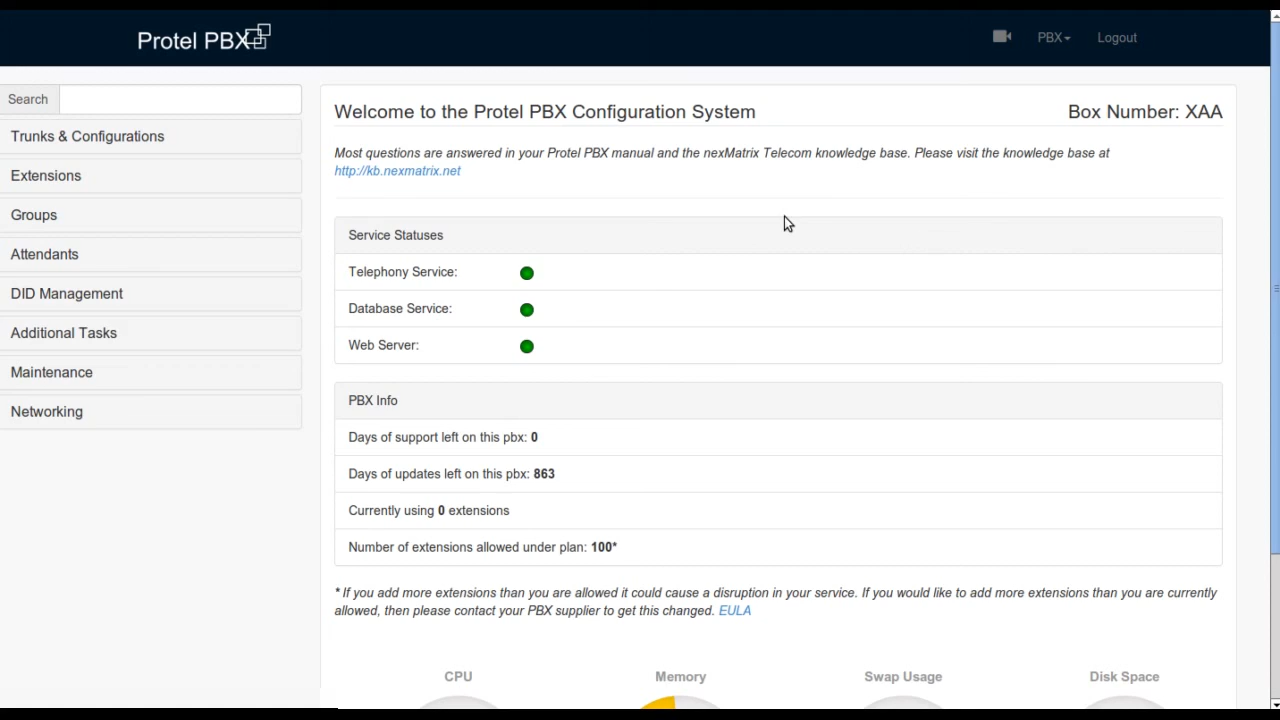 Protel PBX
PBX
Logout
Search
Trunks & Configurations
Extensions
Groups
Attendants
DID Management
Additional Tasks
Maintenance
Networking
Welcome to the Protel PBX Configuration System
Box Number: XAA
Most questions are answered in your Protel PBX manual and the nexMatrix Telecom knowledge base. Please visit the knowledge base at
http://kb.nexmatrix.net
Service Statuses
Telephony Service:
Database Service:
Web Server:
PBX Info
Days of support left on this pbx: 0
Days of updates left on this pbx: 863
Currently using 0 extensions
Number of extensions allowed under plan: 100*
* If you add more extensions than you are allowed it could cause a disruption in your service. If you would like to add more extensions than you are currently
allowed, then please contact your PBX supplier to get this changed. EULA
CPU
Memory
Swap Usage
Disk Space